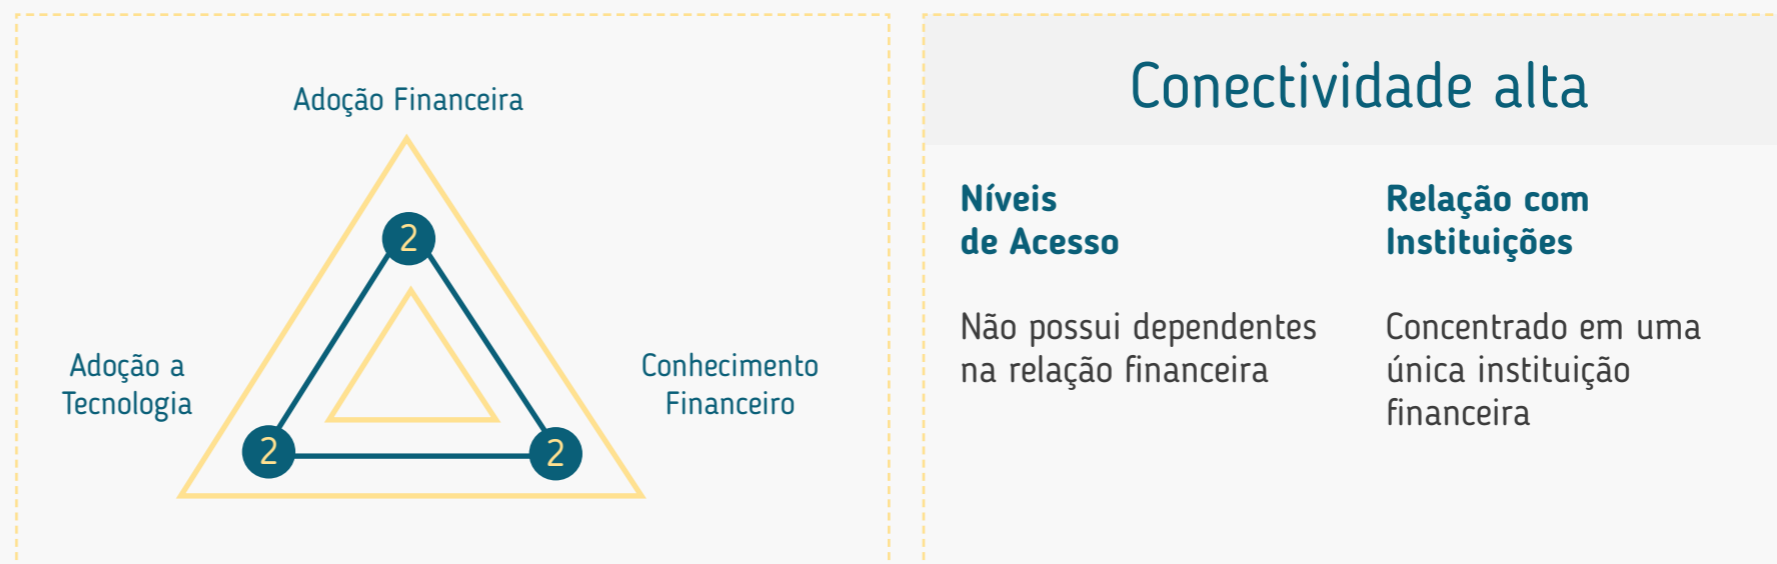 Adoção Financeira
2
Adoção a
Tecnologia
Conhecimento
Financeiro
2
2
Conectividade alta
Níveis
de Acesso
Não possui dependentes
na relação financeira
Relação com
Instituições
Concentrado em uma
única instituição
financeira